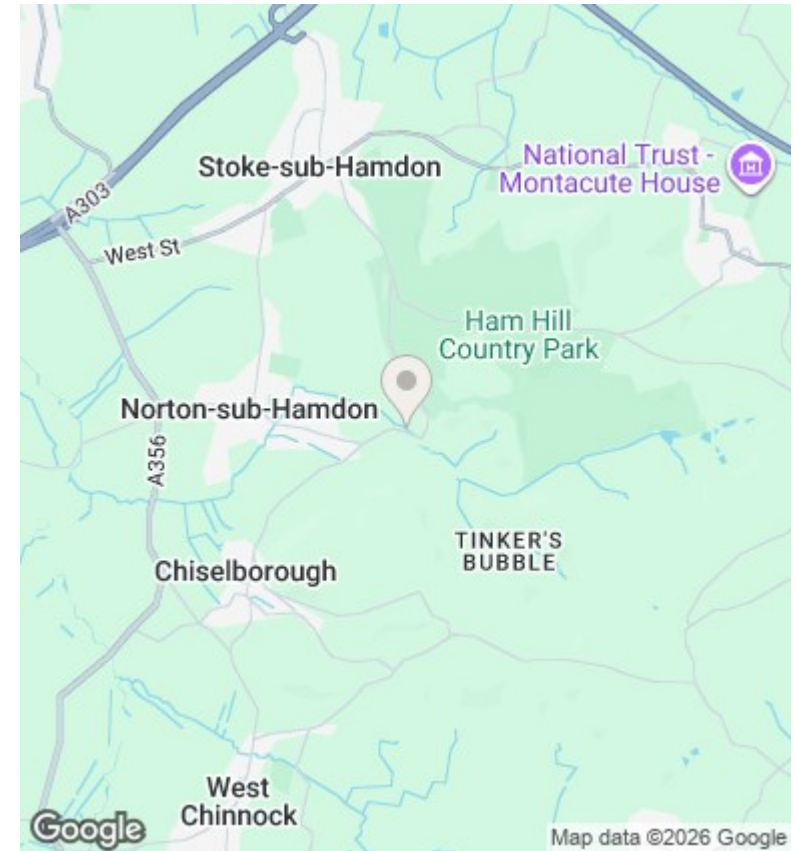 Stoke-sub-Hamdon
National Trust -
Montacute House
A303
West St
Ham Hill
Country Park
Norton-sub-Hamdon
A356
TINKER'S
BUBBLE
Chiselborough
West
Chinnock
Google
Map data ©2026 Google